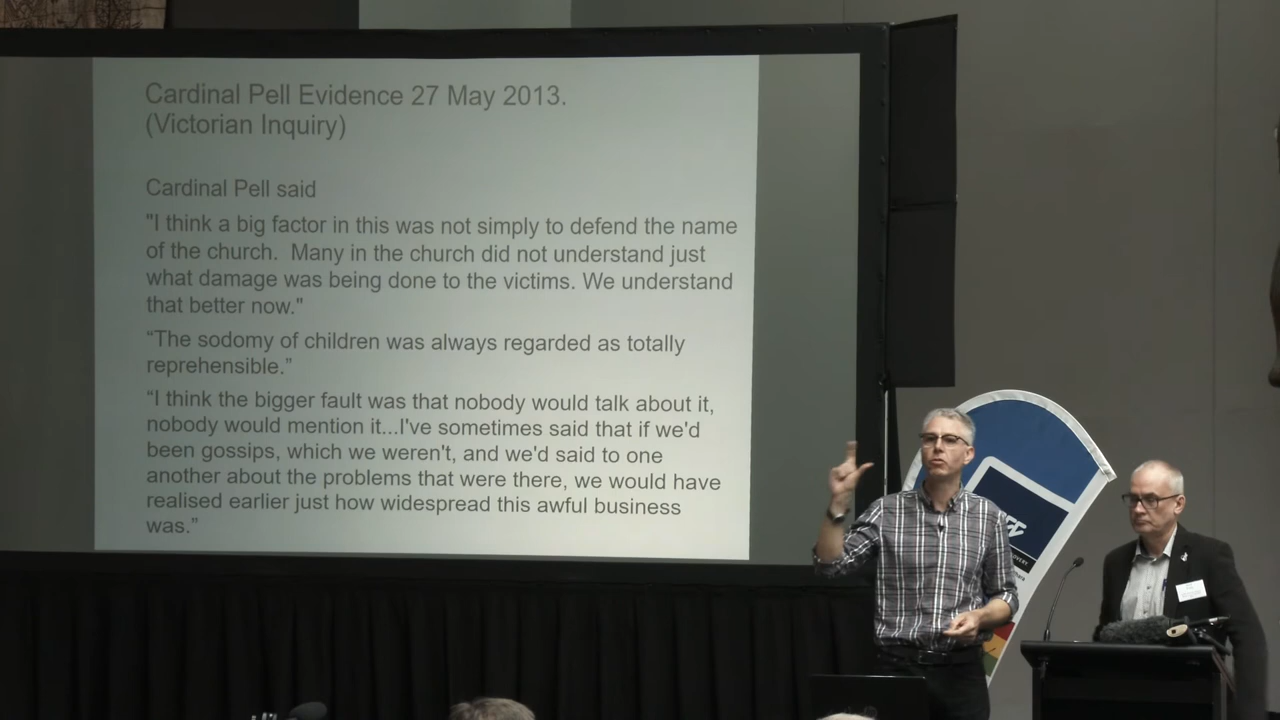 Cardinal Pell Evidence 27 May 2013.
(Victorian Inquiry)
Cardinal Pell said
"I think a big factor in this was not simply to defend the name
of the church.  Many in the church did not understand just
what damage was being done to the victims. We understand
that better now."
“The sodomy of children was always regarded as totally
reprehensible.”
“I think the bigger fault was that nobody would talk about it,
nobody would mention it...I've sometimes said that if we'd
been gossips, which we weren't, and we'd said to one
another about the problems that were there, we would have
realised earlier just how widespread this awful business
was.”